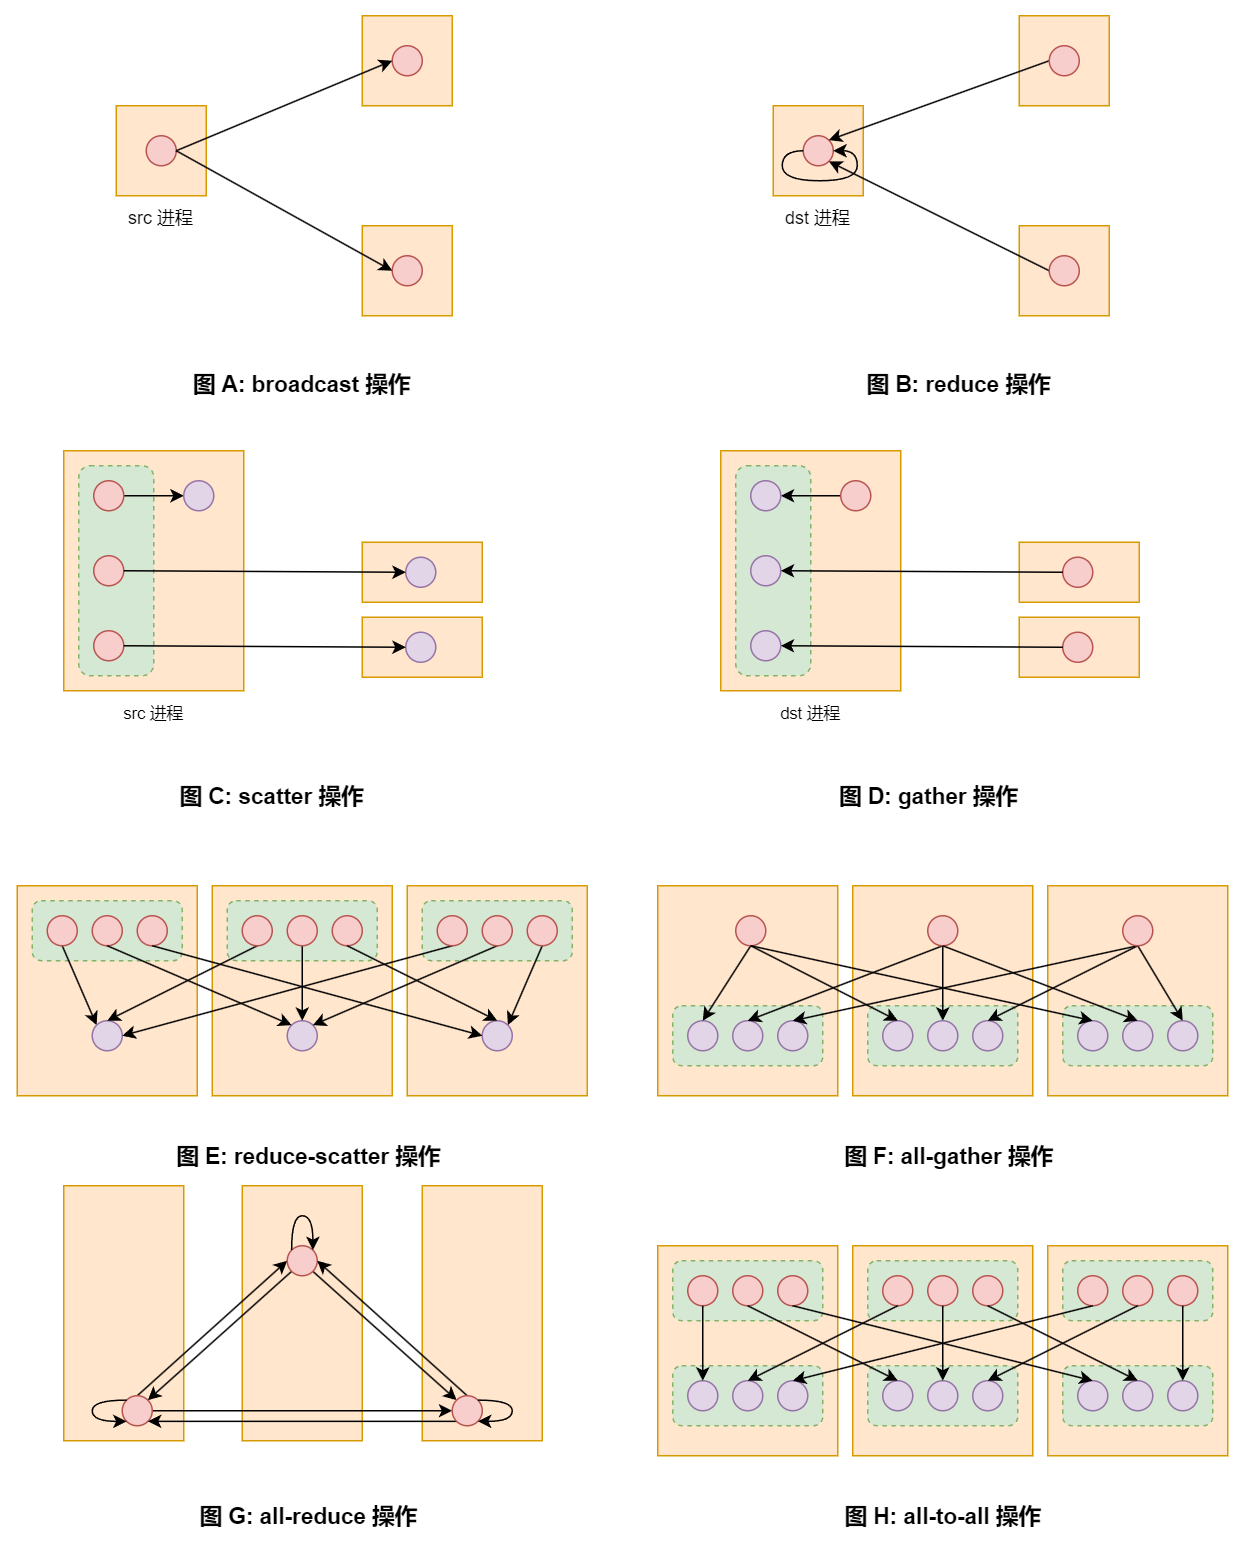 src 进程
dst 进程
图 A: broadcast 操作
图 B: reduce 操作
src 进程
dst 进程
图 C: scatter 操作
图 D: gather 操作
图 E: reduce-scatter 操作
图 F: all-gather 操作
图 G: all-reduce 操作
图 H: all-to-all 操作